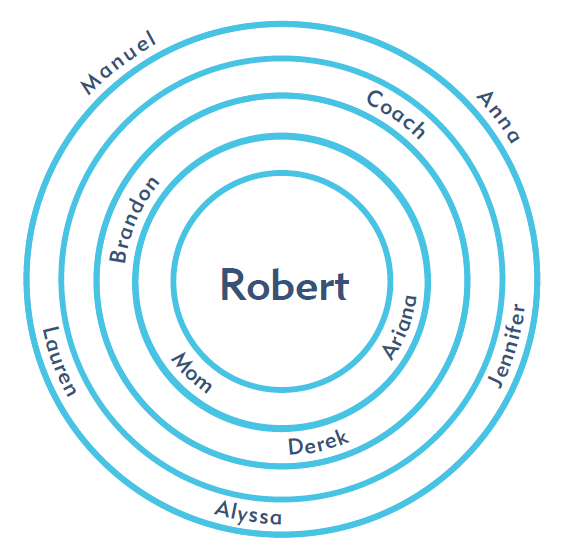 Manuel
Anna
Coach
Brandon
Robert
Ariana
Jennifer
Lauren
Mom
Derek
Alyssa